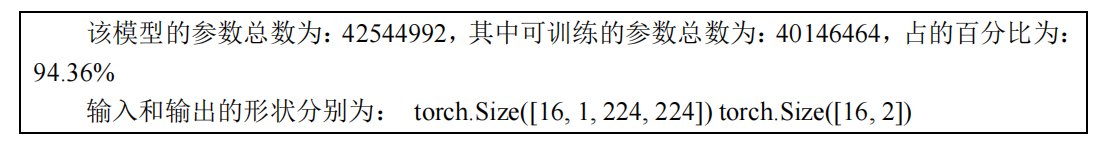 该模型的参数总数为：42544992，其中可训练的参数总数为：40146464，占的百分比为：
94.36%
输入和输出的形状分别为： torch.Size([16, 1, 224, 224]) torch.Size([16, 2])